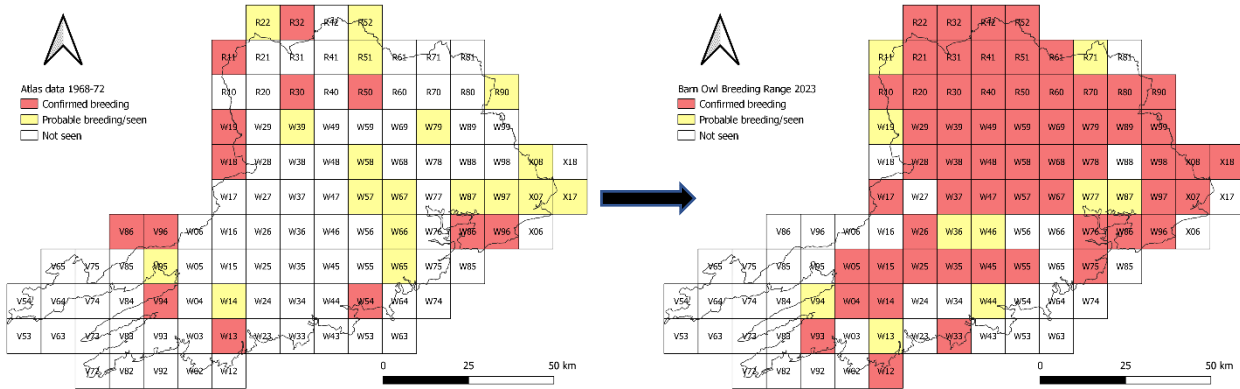 R22 R32 R42 R52
R11 R21 R31 R41 R51 R61 R71 R81
Atlas data 1968-72
Confirmed breeding
Probable breeding/seen
Not seen
R10 R20 R30 R40 R50 R60 R70 R80 R90
W19 W29 W39 W49 W59 W69 W79 W89 W99
W18 W28 W38 W48 W58 W68 W78 W88 W98 X08 X18
W17 W27 W37 W47 W57 W67 W77 W87 W97 X07 X17
V86 V96 W06 W16 W26 W36 W46 W56 W66 W76 W86 W96 X06
V65 V75 V85 V95 W05 W15 W25 W35 W45 W55 W65 W75 W85
V54 V64 V74 V84 V94 W04 W14 W24 W34 W44 W54 W64 W74
V53 V63 V73 V83 V93 W03 W13 W23 W33 W43 W53 W63
V72 V82 V92 W02 W12
0 25 50 km
R22 R32 R42 R52
R11 R21 R31 R41 R51 R61 R71 R81
Barn Owl Breeding Range 2023
Confirmed breeding
Probable breeding/seen
Not seen
R10 R20 R30 R40 R50 R60 R70 R80 R90
W19 W29 W39 W49 W59 W69 W79 W89 W99
W18 W28 W38 W48 W58 W68 W78 W88 W98 X08 X18
W17 W27 W37 W47 W57 W67 W77 W87 W97 X07 X17
V86 V96 W06 W16 W26 W36 W46 W56 W66 W76 W86 W96 X06
V65 V75 V85 V95 W05 W15 W25 W35 W45 W55 W65 W75 W85
V54 V64 V74 V84 V94 W04 W14 W24 W34 W44 W54 W64 W74
V53 V63 V73 V83 V93 W03 W13 W23 W33 W43 W53 W63
V72 V82 V92 W02 W12
0 25 50 km